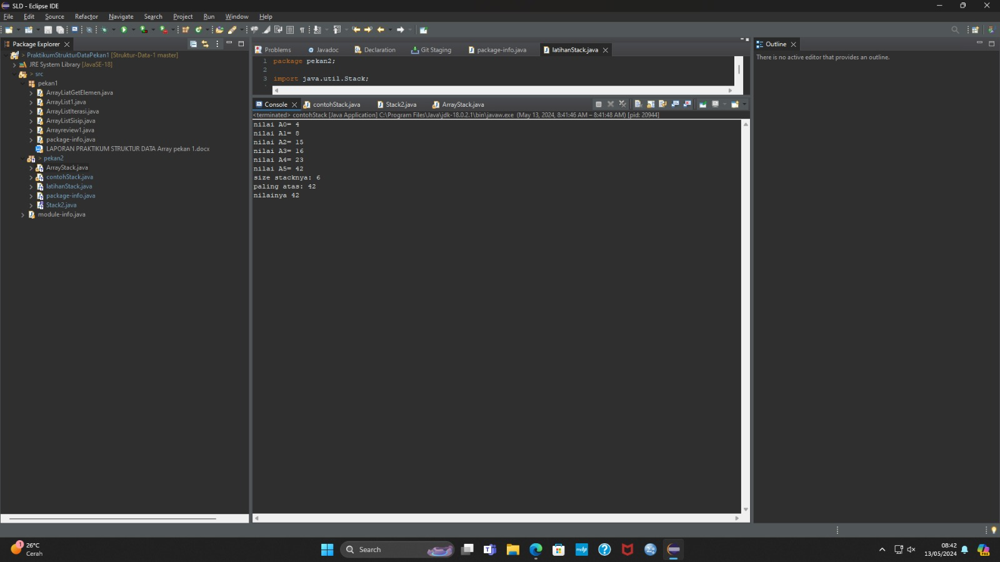 SLD - Eclipse IDE
File Edit Source Refactor Navigate Search Project Run Window Help
Package Explorer
> PraktikumStrukturDataPekan1 [Struktur-Data-1 master]
JRE System Library [JavaSE-18]
> src
pekan1
ArrayLiatGetElemen.java
ArrayList1.java
ArrayListIterasi.java
ArrayListSisip.java
Arrayreview1.java
package-info.java
LAPORAN PRAKTIKUM STRUKTUR DATA Array pekan 1.docx
> pekan2
ArrayStack.java
contohStack.java
latihanStack.java
package-info.java
Stack2.java
module-info.java
Problems Javadoc Declaration Git Staging package-info.java latihanStack.java
1 package pekan2;
2
3 import java.util.Stack;
Console contohStack.java Stack2.java ArrayStack.java
<terminated> contohStack [Java Application] C:\Program Files\Java\jdk-18.0.2.1\bin\javaw.exe (May 13, 2024, 8:41:46 AM – 8:41:48 AM) [pid: 20944]
nilai A0= 4
nilai A1= 8
nilai A2= 15
nilai A3= 16
nilai A4= 23
nilai A5= 42
size stacknya: 6
paling atas: 42
nilainya 42
Outline
There is no active editor that provides an outline.
1
26°C
Cerah
Search
myhp
08:42
13/05/2024
PRE